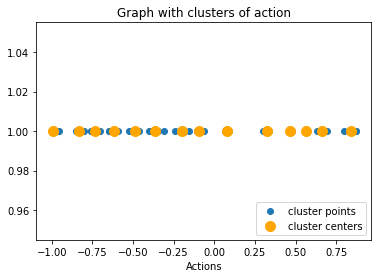 Graph with clusters of action
1.04
1.02
1.00
0.98
0.96
cluster points
cluster centers
−1.00 −0.75 −0.50 −0.25 0.00 0.25 0.50 0.75
Actions